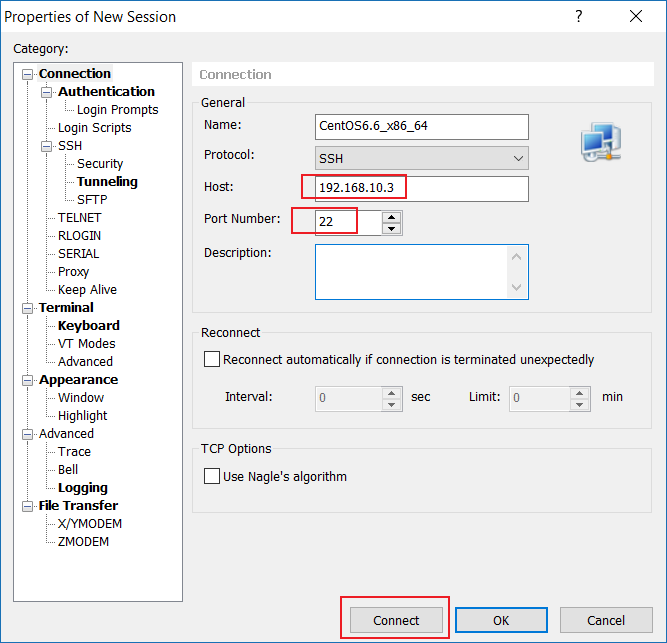 Properties of New Session
Category:
Connection
Authentication
Login Prompts
Login Scripts
SSH
Security
Tunneling
SFTP
TELNET
RLOGIN
SERIAL
Proxy
Keep Alive
Terminal
Keyboard
VT Modes
Advanced
Appearance
Window
Highlight
Advanced
Trace
Bell
Logging
File Transfer
X/YMODEM
ZMODEM
Connection
General
Name: CentOS6.6_x86_64
Protocol: SSH
Host: 192.168.10.3
Port Number: 22
Description:
Reconnect
Reconnect automatically if connection is terminated unexpectedly
Interval: 0 sec Limit: 0 min
TCP Options
Use Nagle's algorithm
Connect OK Cancel